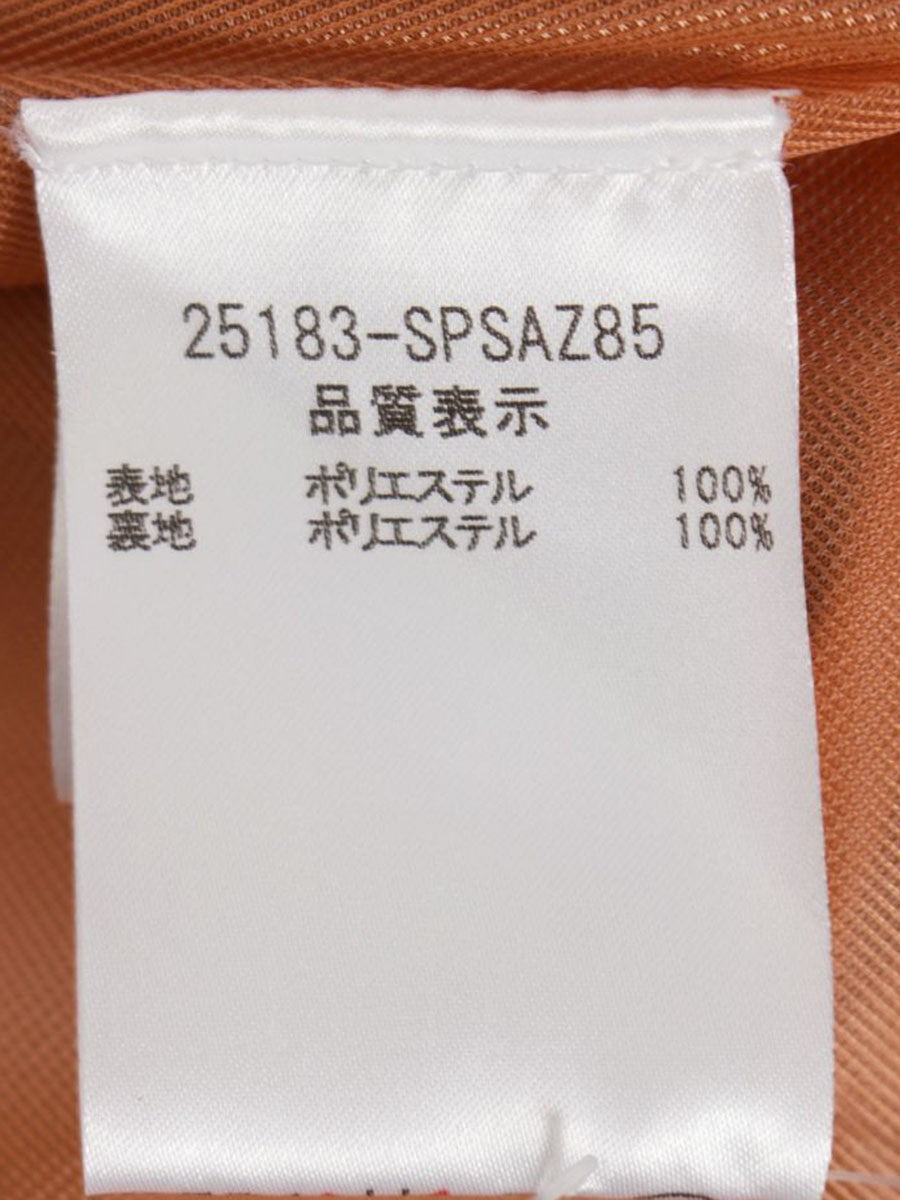 25183-SPSAZ85
品質表示
表地 ポリエステル 100%
裏地 ポリエステル 100%